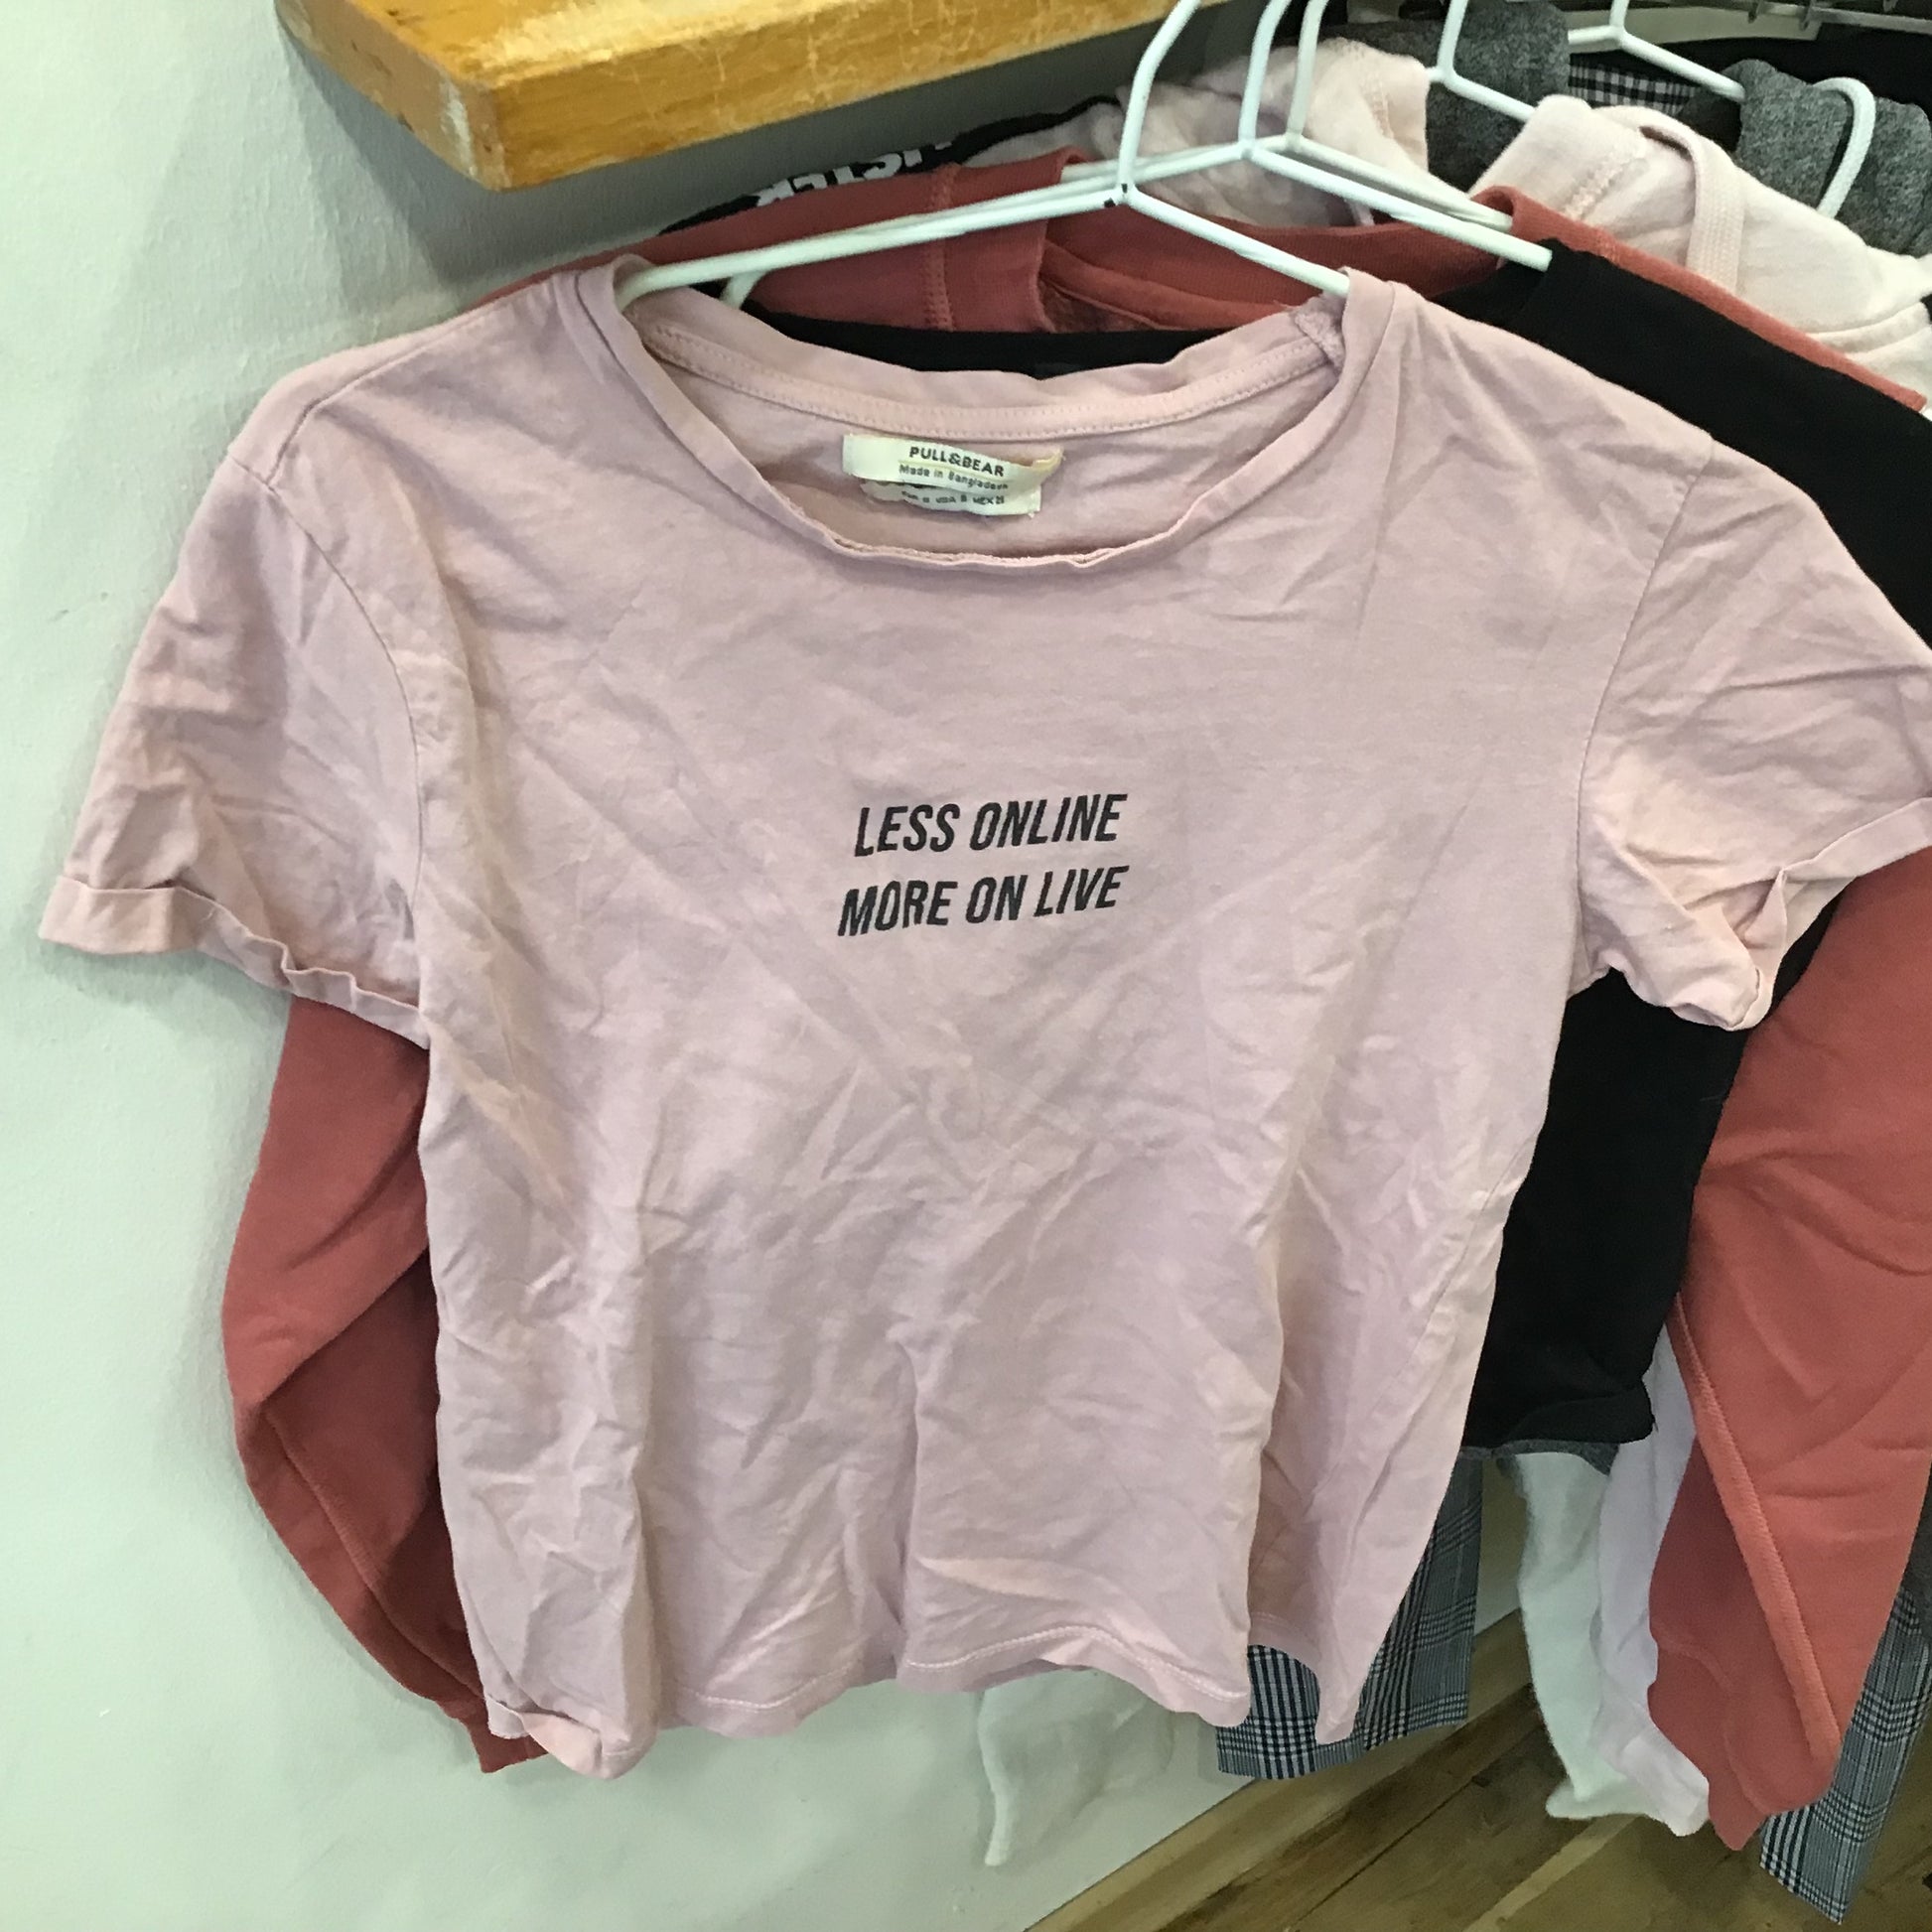 PULL&BEAR
Made in Bangladesh
LESS ONLINE
MORE ON LIVE